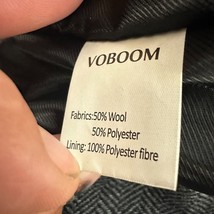 VOBOOM
Fabrics:50% Wool
50% Polyester
Lining: 100% Polyester fibre